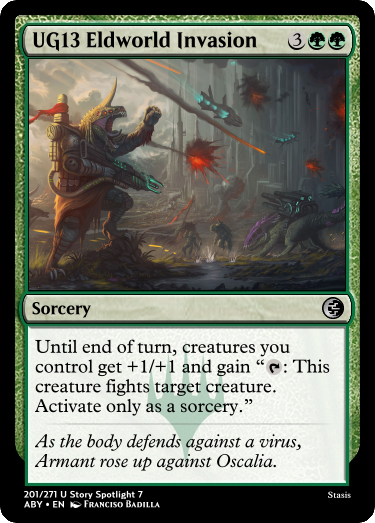 UG13 Eldworld Invasion 3
Sorcery
Until end of turn, creatures you
control get +1/+1 and gain “: This
creature fights target creature.
Activate only as a sorcery.”
As the body defends against a virus,
Armant rose up against Oscalia.
201/271 U Story Spotlight 7 Stasis
ABY • EN Franciso Badilla